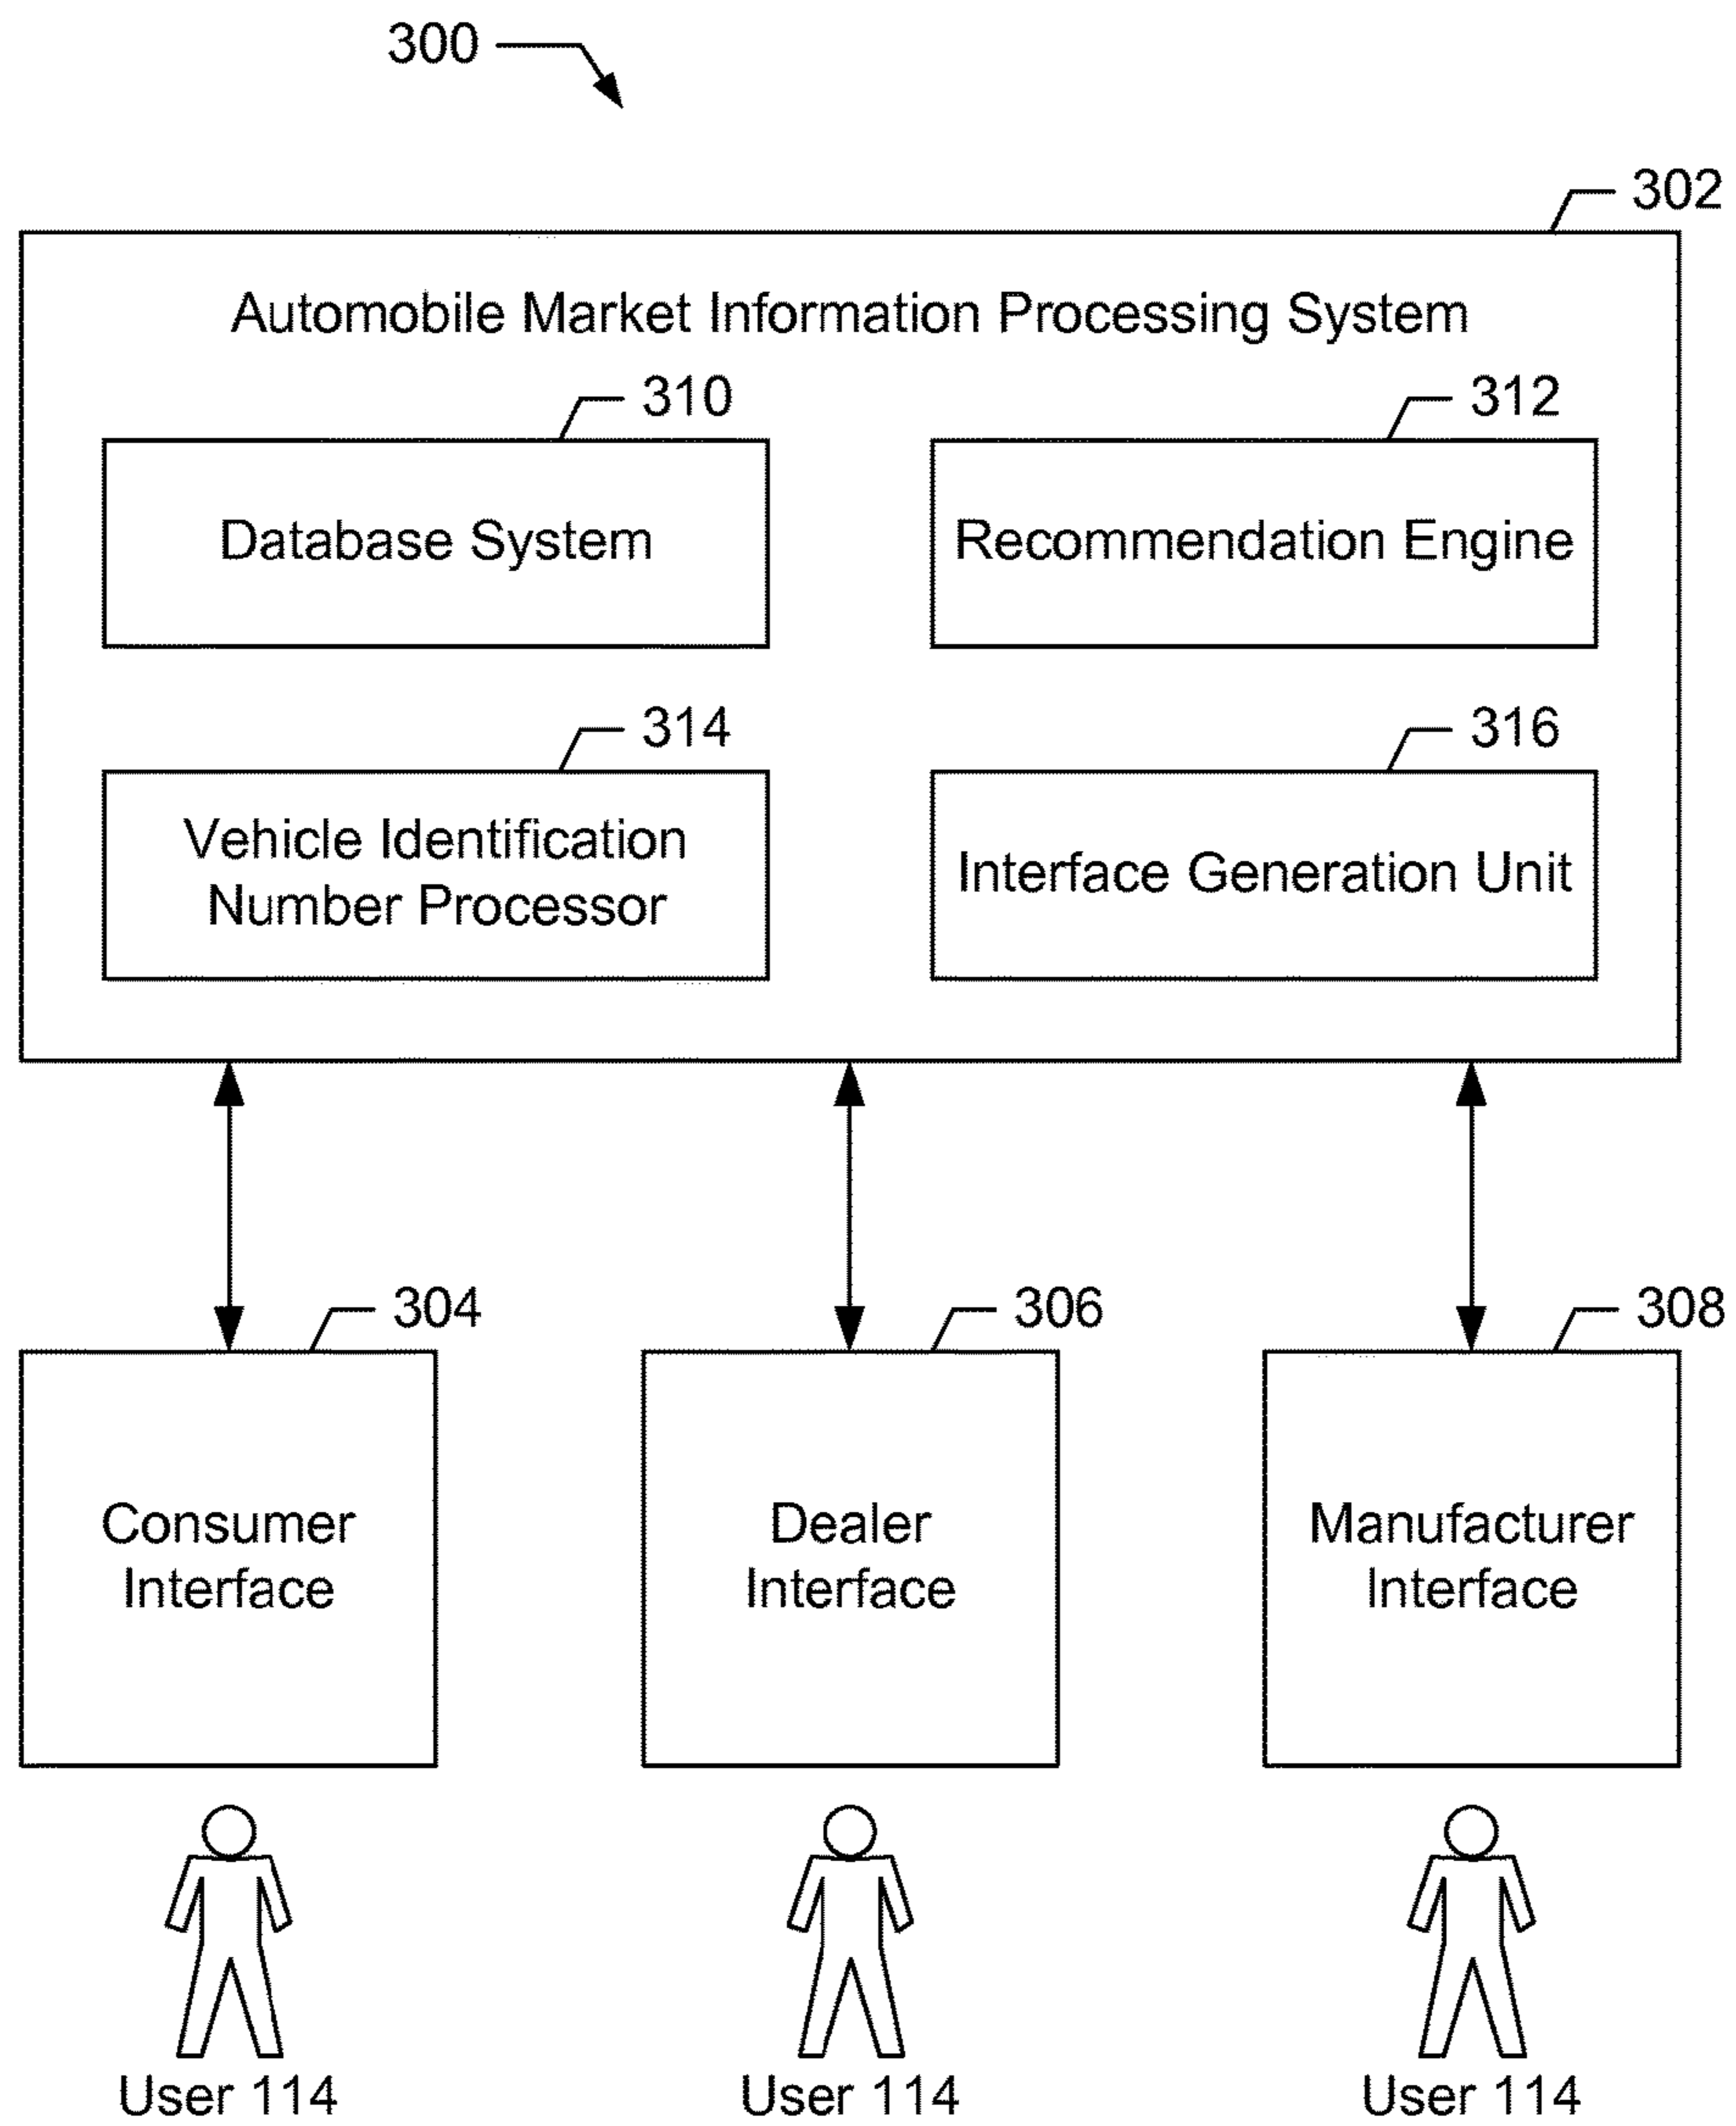 300
302
Automobile Market Information Processing System
310
312
Database System
Recommendation Engine
314
316
Vehicle Identification
Number Processor
Interface Generation Unit
304
306
308
Consumer
Interface
Dealer
Interface
Manufacturer
Interface
User 114
User 114
User 114